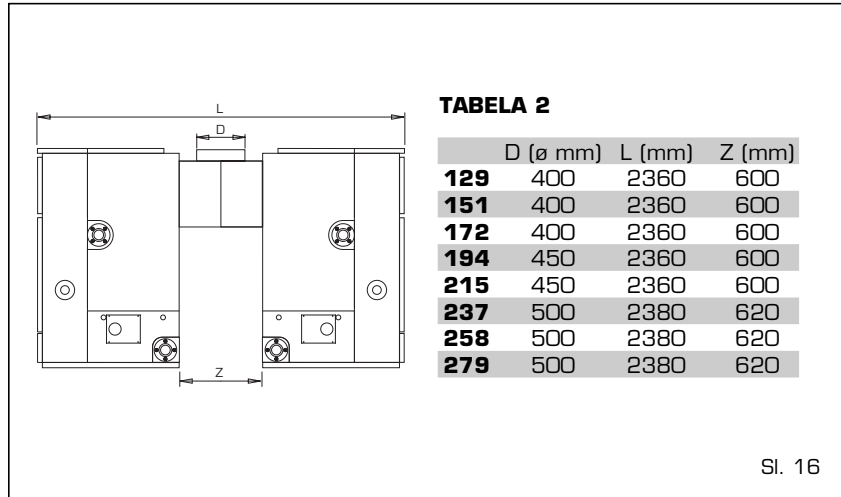 L
D
Z
TABELA 2
D (ø mm) L (mm) Z (mm)
129 400 2360 600
151 400 2360 600
172 400 2360 600
194 450 2360 600
215 450 2360 600
237 500 2380 620
258 500 2380 620
279 500 2380 620
Sl. 16